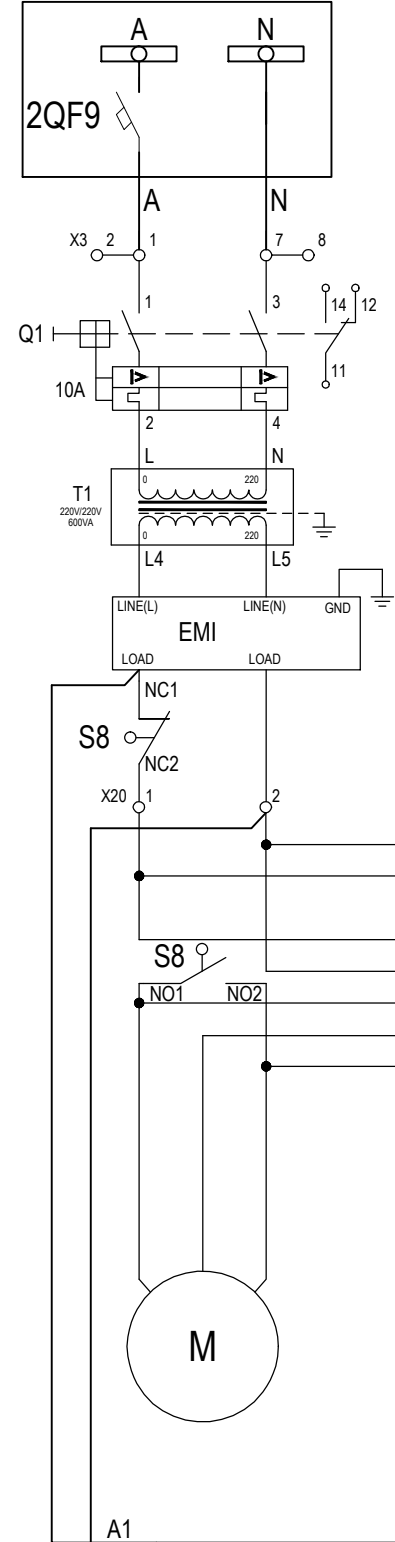 A N
2QF9
A N
X3 2 1 7 8
1 3 14 12
Q1
11
10A
I> I>
2 4
L N
0 220
T1
220V/220V
600VA
0 220
L4 L5
LINE(L) LINE(N) GND
EMI
LOAD LOAD
NC1
S8
NC2
X20 1 2
S8
NO1 NO2
M
A1